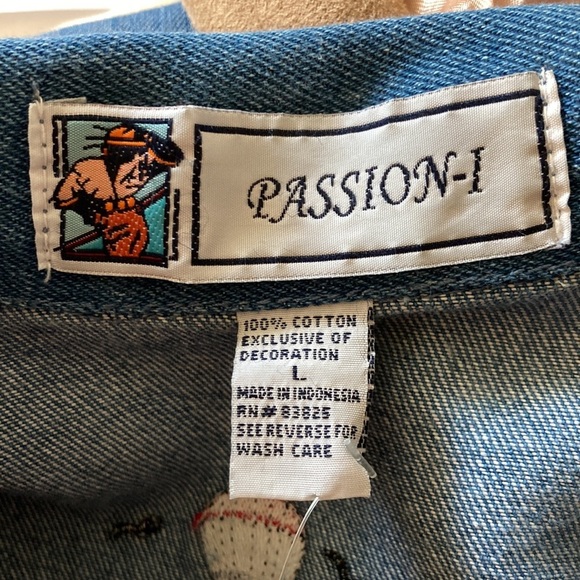 PASSION-I
100% COTTON
EXCLUSIVE OF
DECORATION
L
MADE IN INDONESIA
RN# 83825
SEE REVERSE FOR
WASH CARE